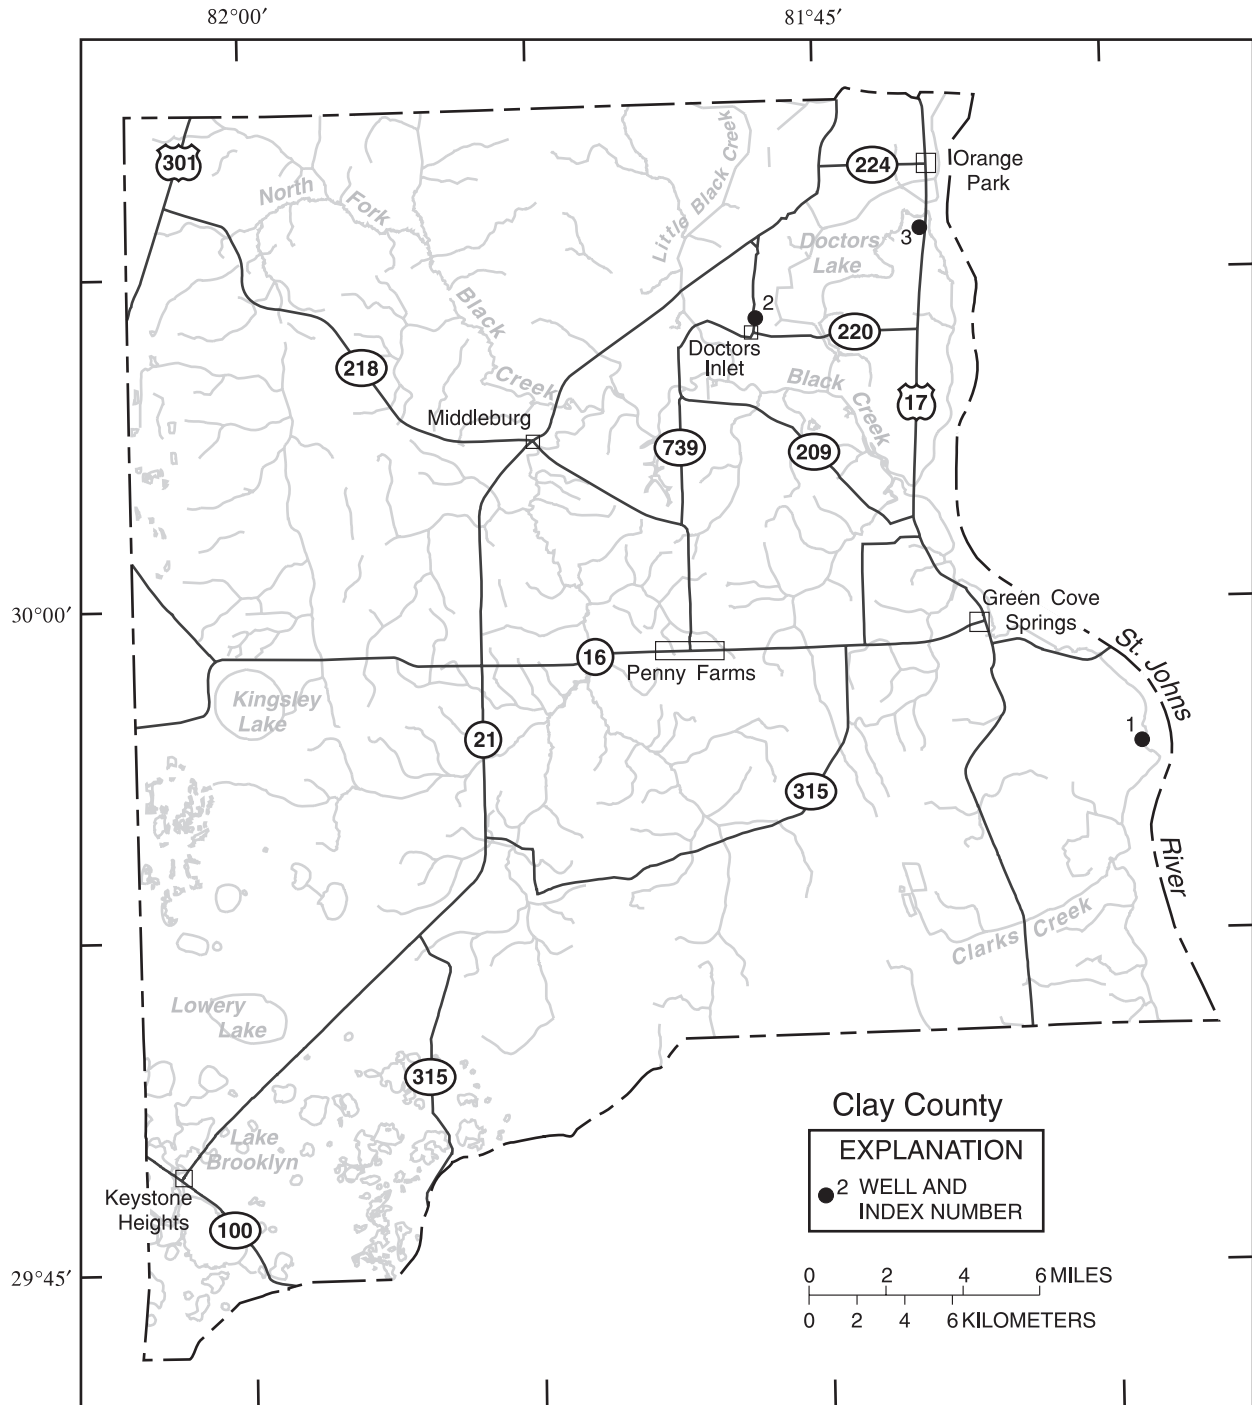 82°00′
81°45′
301
North
Fork
Little Black Creek
224
Orange
Park
3
Doctors
Lake
Black
2
220
Doctors
Inlet
218
Creek
Black
Creek
17
Middleburg
739
209
30°00′
Green Cove
Springs
St. Johns
16
Penny Farms
Kingsley
Lake
21
1
315
River
Clarks Creek
Lowery
Lake
315
Lake
Brooklyn
Keystone
Heights
100
29°45′
Clay County
EXPLANATION
2 WELL AND
INDEX NUMBER
0 2 4 6 MILES
0 2 4 6 KILOMETERS